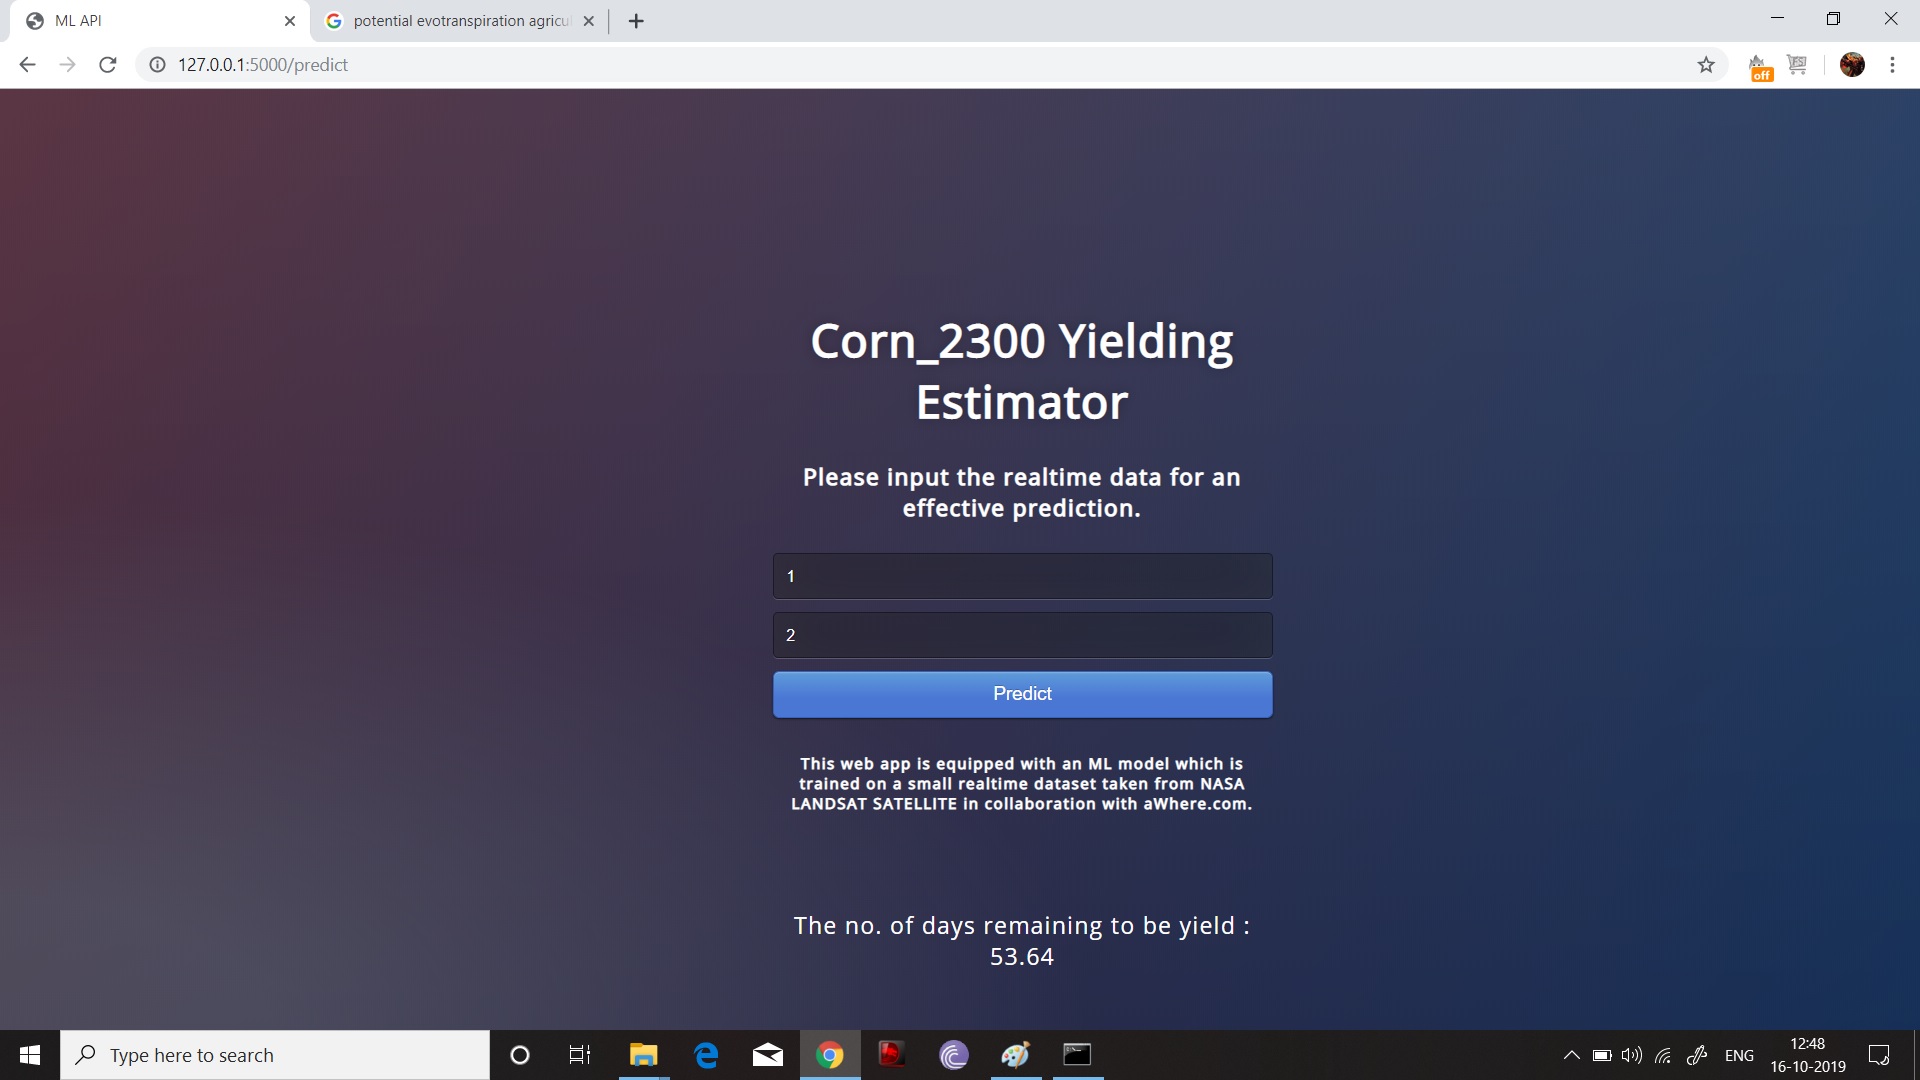 ML API
potential evotranspiration agricul
127.0.0.1:5000/predict
off
Corn_2300 Yielding
Estimator
Please input the realtime data for an
effective prediction.
1
2
Predict
This web app is equipped with an ML model which is
trained on a small realtime dataset taken from NASA
LANDSAT SATELLITE in collaboration with aWhere.com.
The no. of days remaining to be yield :
53.64
Type here to search
ENG
12:48
16-10-2019